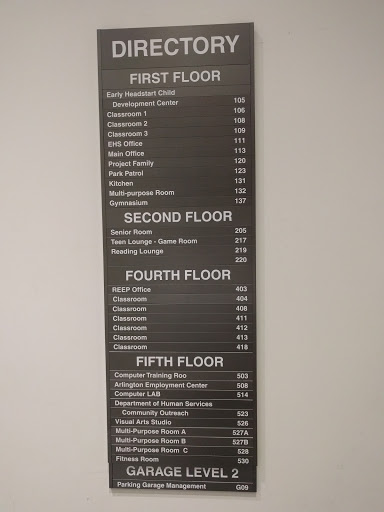 DIRECTORY
FIRST FLOOR
Early Headstart Child
Development Center 105
Classroom 1 106
Classroom 2 108
Classroom 3 109
EHS Office 111
Main Office 113
Project Family 120
Park Patrol 123
Kitchen 131
Multi-purpose Room 132
Gymnasium 137
SECOND FLOOR
Senior Room 205
Teen Lounge - Game Room 217
Reading Lounge 219
220
FOURTH FLOOR
REEP Office 403
Classroom 404
Classroom 408
Classroom 411
Classroom 412
Classroom 413
Classroom 418
FIFTH FLOOR
Computer Training Roo 503
Arlington Employment Center 508
Computer LAB 514
Department of Human Services
Community Outreach 523
Visual Arts Studio 526
Multi-Purpose Room A 527A
Multi-Purpose Room B 527B
Multi-Purpose Room C 528
Fitness Room 530
GARAGE LEVEL 2
Parking Garage Management G09